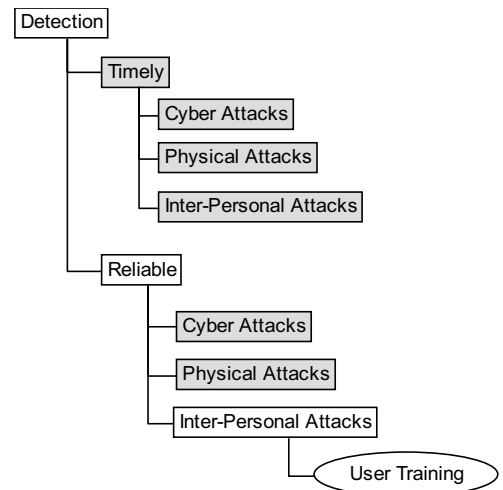 Detection
Timely
Cyber Attacks
Physical Attacks
Inter-Personal Attacks
Reliable
Cyber Attacks
Physical Attacks
Inter-Personal Attacks
User Training